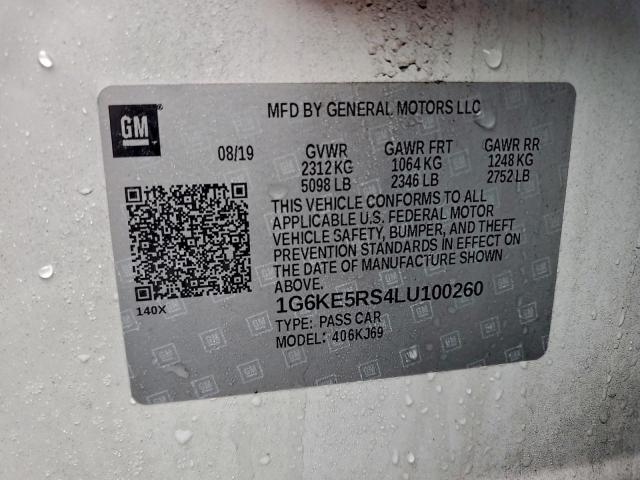 GM
MFD BY GENERAL MOTORS LLC
08/19 GVWR GAWR FRT GAWR RR
2312 KG 1064 KG 1248 KG
5098 LB 2346 LB 2752 LB
THIS VEHICLE CONFORMS TO ALL
APPLICABLE U.S. FEDERAL MOTOR
VEHICLE SAFETY, BUMPER, AND THEFT
PREVENTION STANDARDS IN EFFECT ON
THE DATE OF MANUFACTURE SHOWN
ABOVE.
140X
1G6KE5RS4LU100260
TYPE: PASS CAR
MODEL: 406KJ69